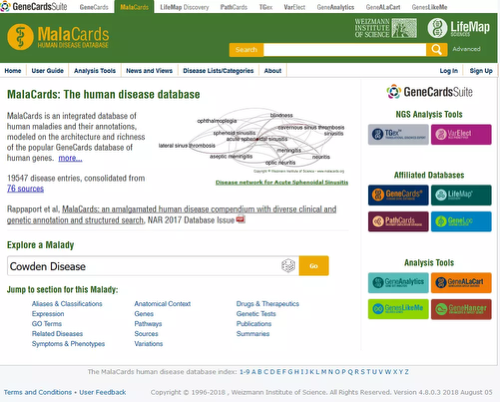 GeneCardsSuite GeneCards MalaCards LifeMap Discovery PathCards TGex VarElect GeneAnalytics GeneALaCart GenesLikeMe
MalaCards
HUMAN DISEASE DATABASE
WEIZMANN
INSTITUTE
OF SCIENCE
LifeMap
SCIENCES
Search Advanced
Home User Guide Analysis Tools News and Views Disease Lists/Categories About Log In Sign Up
MalaCards: The human disease database
MalaCards is an integrated database of
human maladies and their annotations,
modeled on the architecture and richness
of the popular GeneCards database of
human genes. more...
19547 disease entries, consolidated from
76 sources
ophthalmoplegia
blindness
sphenoid sinusitis
cavernous sinus thrombosis
sinusitis
acute sphenoidal sinusitis
lateral sinus thrombosis
meningitis
aseptic meningitis
neuritis
optic neuritis
Disease network for Acute Sphenoidal Sinusitis
Rappaport et al, MalaCards: an amalgamated human disease compendium with diverse clinical and
genetic annotation and structured search, NAR 2017 Database Issue
Explore a Malady
Cowden Disease Go
Jump to section for this Malady:
Aliases & Classifications Anatomical Context Drugs & Therapeutics
Expression Genes Genetic Tests
GO Terms Pathways Publications
Related Diseases Sources Summaries
Symptoms & Phenotypes Variations
GeneCardsSuite
NGS Analysis Tools
TGex VarElect
Affiliated Databases
GeneCards LifeMap
PathCards GeneLoc
Analysis Tools
GeneAnalytics GeneALaCart
GenesLikeMe GeneHancer
The MalaCards human disease database index: 1-9 A B C D E F G H I J K L M N O P Q R S T U V W X Y Z
Terms and Conditions • User Feedback Copyright © 1996-2018 , Weizmann Institute of Science. All Rights Reserved. Version 4.8.0.3 2018 August 05